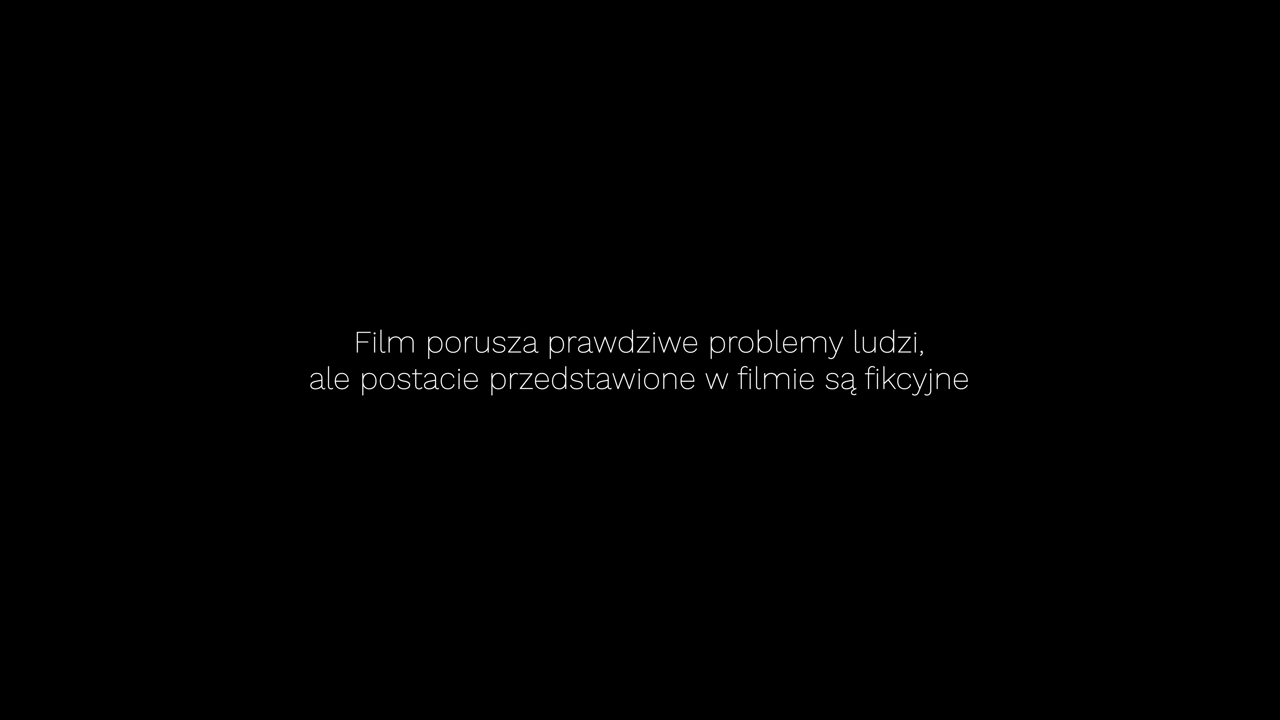 Film porusza prawdziwe problemy ludzi,
ale postacie przedstawione w filmie są fikcyjne